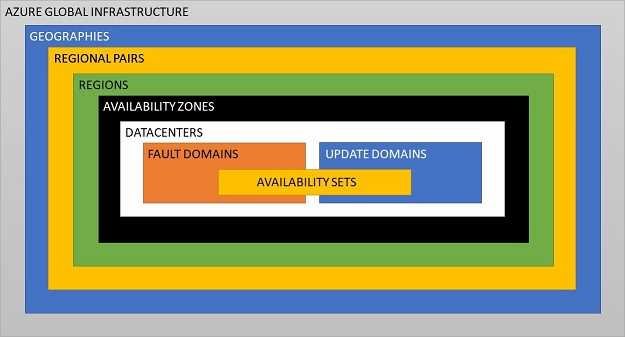 AZURE GLOBAL INFRASTRUCTURE
GEOGRAPHIES
REGIONAL PAIRS
REGIONS
AVAILABILITY ZONES
DATACENTERS
FAULT DOMAINS
UPDATE DOMAINS
AVAILABILITY SETS